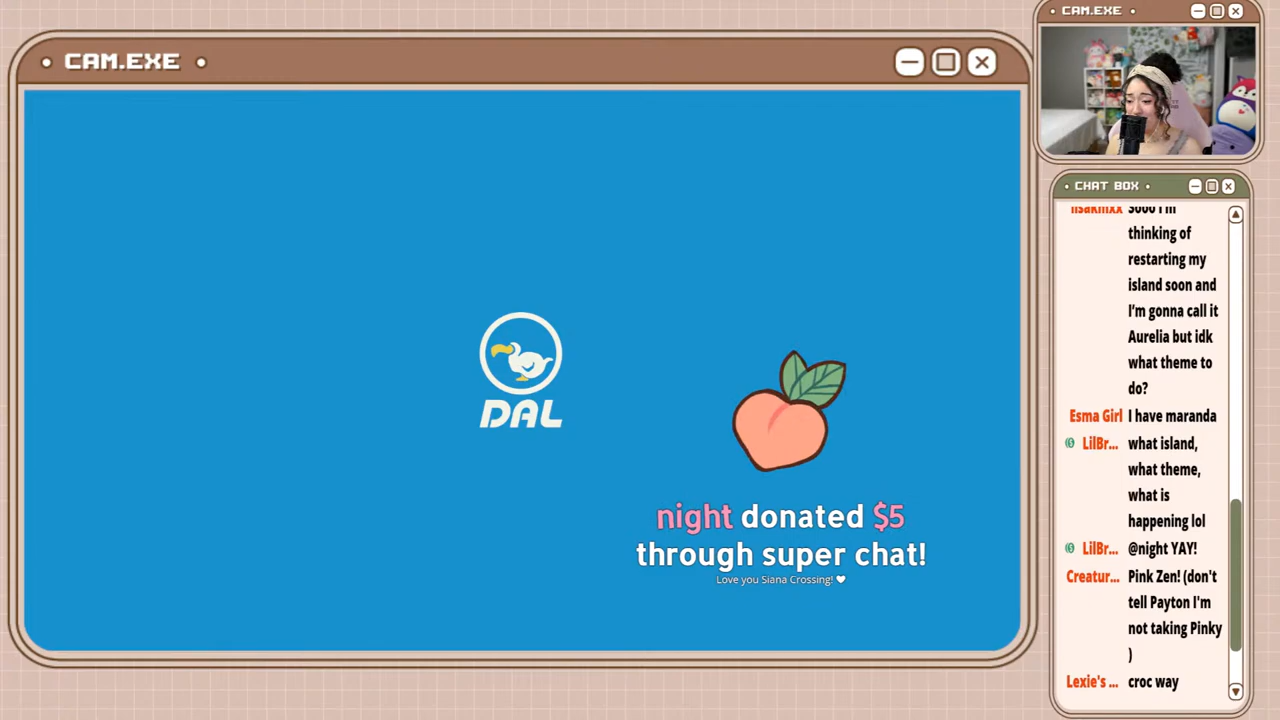 CAM.EXE
DAL
night donated $5
through super chat!
Love you Siana Crossing!
CAM.EXE
CHAT BOX
thinking of
restarting my
island soon and
I'm gonna call it
Aurelia but idk
what theme to
do?
Esma Girl I have maranda
LilBr... what island,
what theme,
what is
happening lol
LilBr... @night YAY!
Creatur... Pink Zen! (don't
tell Payton I'm
not taking Pinky
)
Lexie's ... croc way